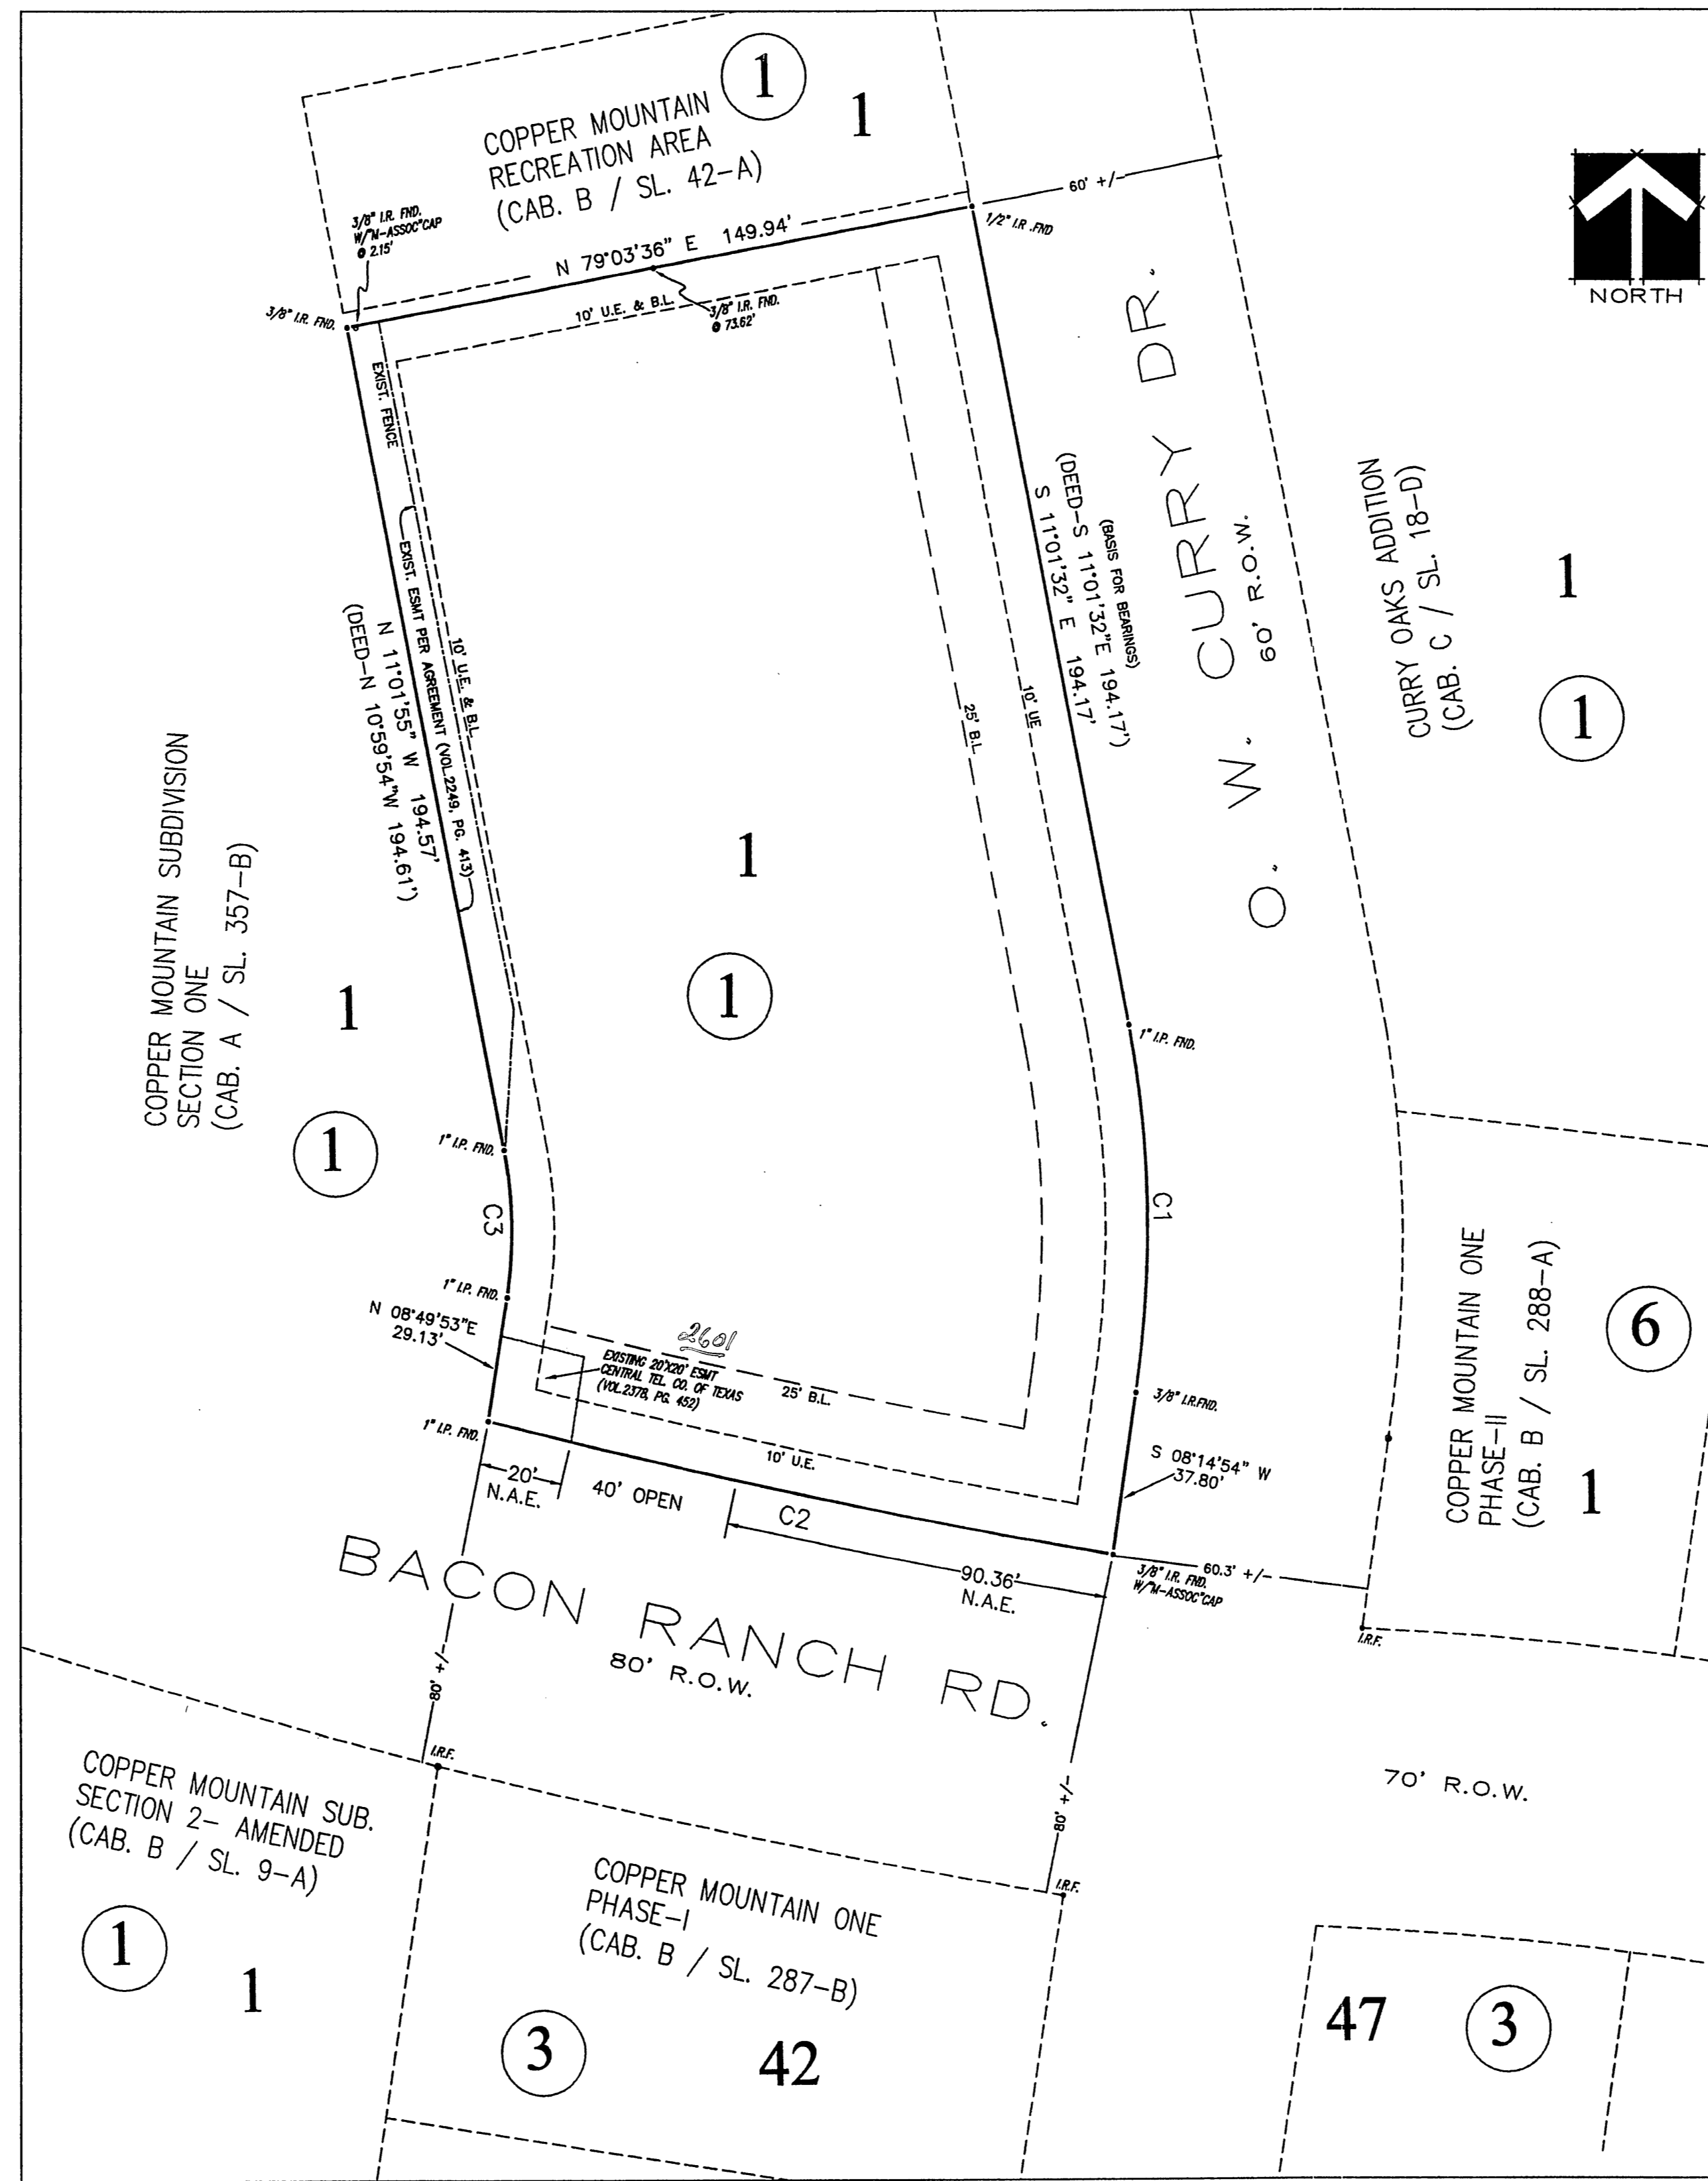 1
COPPER MOUNTAIN
RECREATION AREA
(CAB. B / SL. 42-A)
1
NORTH
60' +/-
1/2" I.R .FND
3/8" I.R. FND.
W/"M-ASSOC"CAP
@ 2.15'
N 79°03'36" E 149.94'
3/8" I.R. FND.
@ 73.62'
10' U.E. & B.L.
3/8" I.R. FND.
EXIST. FENCE
EXIST. ESMT PER AGREEMENT (VOL.2249, PG. 413)
10' U.E. & B.L.
N 11°01'55" W 194.57'
(DEED-N 10°59'54"W 194.61')
(BASIS FOR BEARINGS)
(DEED-S 11°01'32"E 194.17')
S 11°01'32" E 194.17'
10' UE
25' B.L.
O. W. CURRY DR.
60' R.O.W.
CURRY OAKS ADDITION
(CAB. C / SL. 18-D)
1
1
COPPER MOUNTAIN SUBDIVISION
SECTION ONE
(CAB. A / SL. 357-B)
1
1
1
1
1" I.P. FND.
1" I.P. FND.
C3
C1
1" I.P. FND.
N 08°49'53"E
29.13'
1" I.P. FND.
2601
EXISTING 20'X20' ESMT
CENTRAL TEL. CO. OF TEXAS
(VOL.2378, PG. 452)
25' B.L.
10' U.E.
3/8" I.R.FND.
S 08°14'54" W
37.80'
COPPER MOUNTAIN ONE
PHASE-II
(CAB. B / SL. 288-A)
6
1
20'
N.A.E.
40' OPEN
C2
90.36'
N.A.E.
3/8" I.R. FND.
W/"M-ASSOC"CAP
60.3' +/-
I.R.F.
BACON RANCH RD.
80' R.O.W.
80' +/-
I.R.F.
80' +/-
I.R.F.
70' R.O.W.
COPPER MOUNTAIN SUB.
SECTION 2- AMENDED
(CAB. B / SL. 9-A)
1
1
COPPER MOUNTAIN ONE
PHASE-I
(CAB. B / SL. 287-B)
3
42
47
3